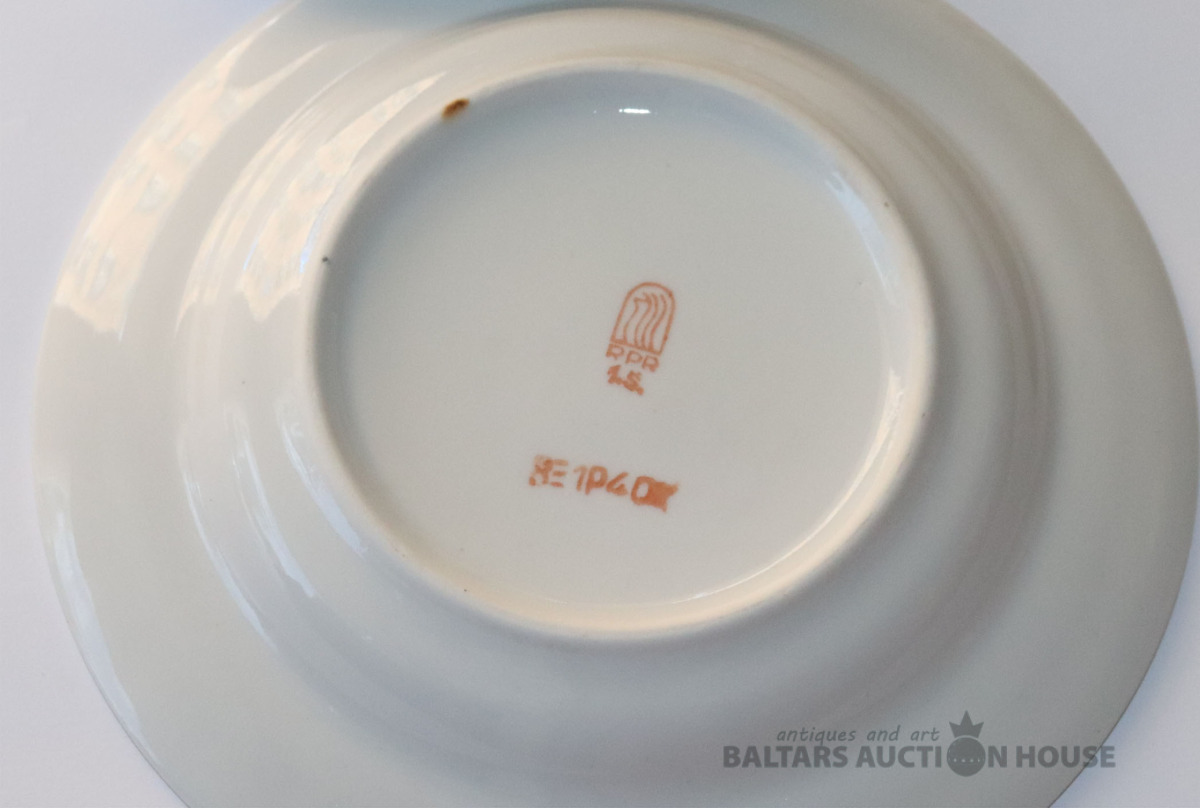 RPR
1.S.
antiques and art
BALTARS AUCTION HOUSE